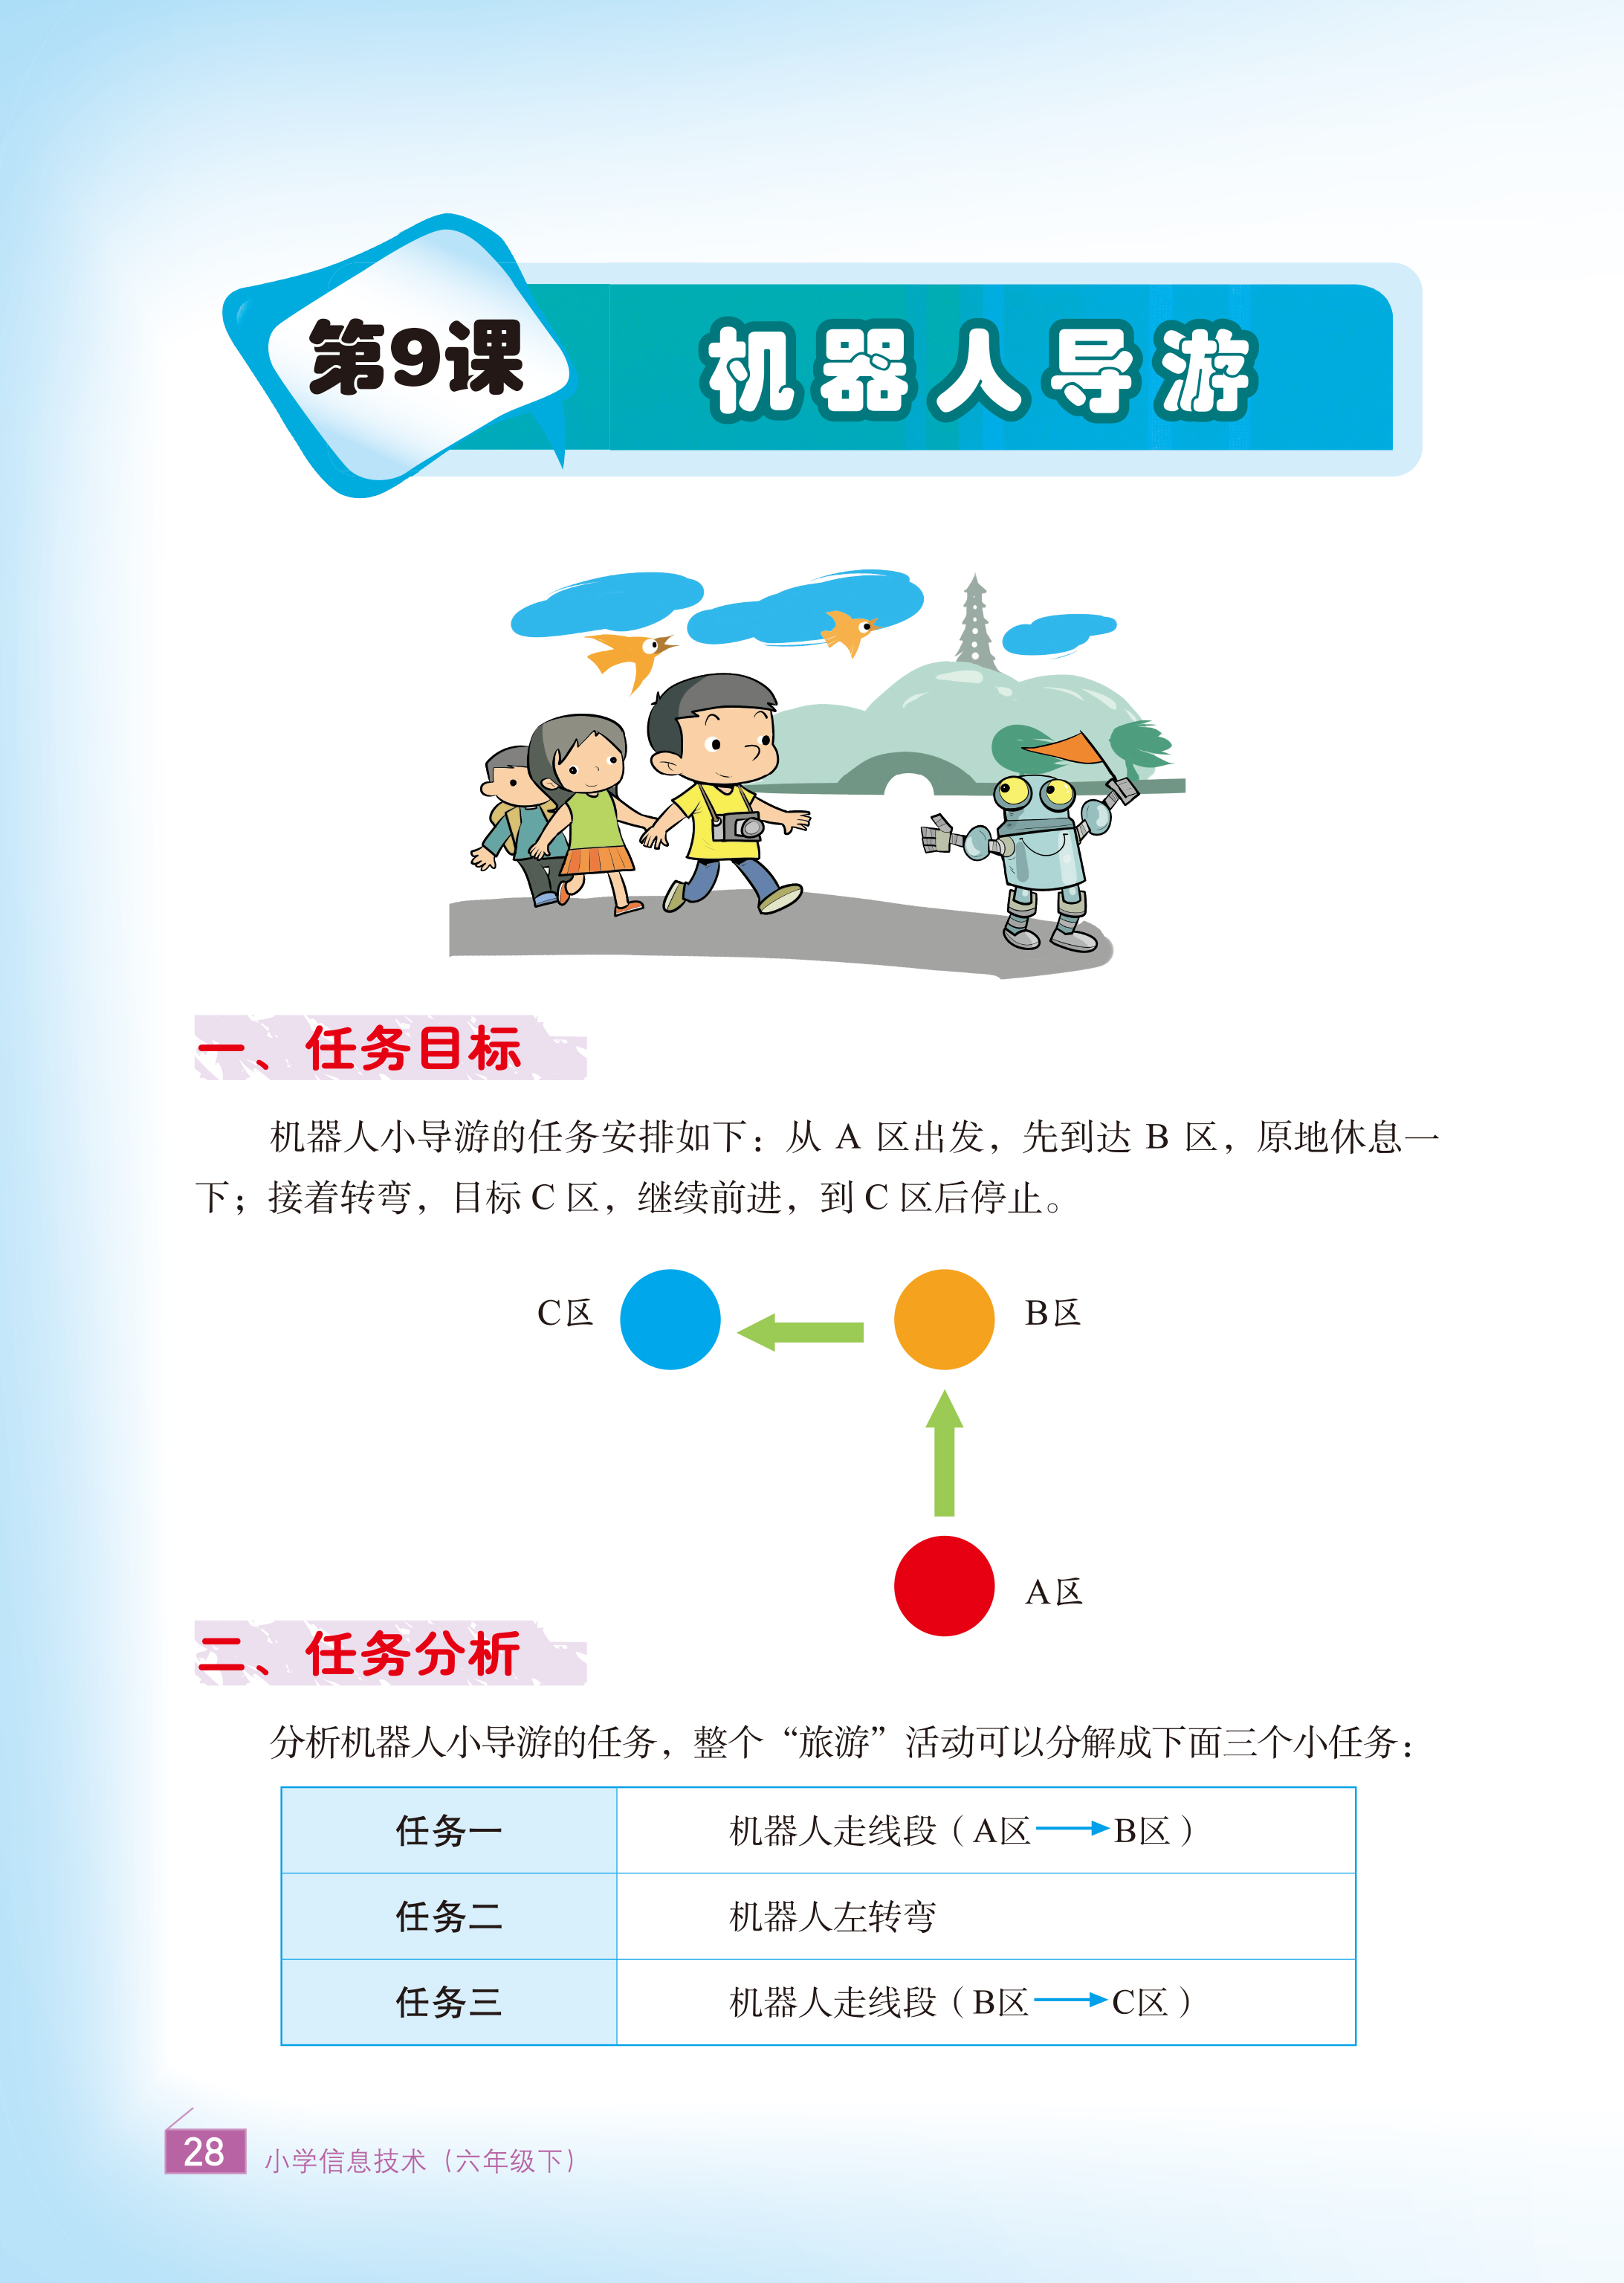 第9课
机器人导游
一、任务目标
机器人小导游的任务安排如下：从 A 区出发，先到达 B 区，原地休息一
下；接着转弯，目标 C 区，继续前进，到 C 区后停止。
C区
B区
A区
二、任务分析
分析机器人小导游的任务，整个“旅游”活动可以分解成下面三个小任务：
任务一 机器人走线段（A区→B区）
任务二 机器人左转弯
任务三 机器人走线段（B区→C区）
28 小学信息技术（六年级下）